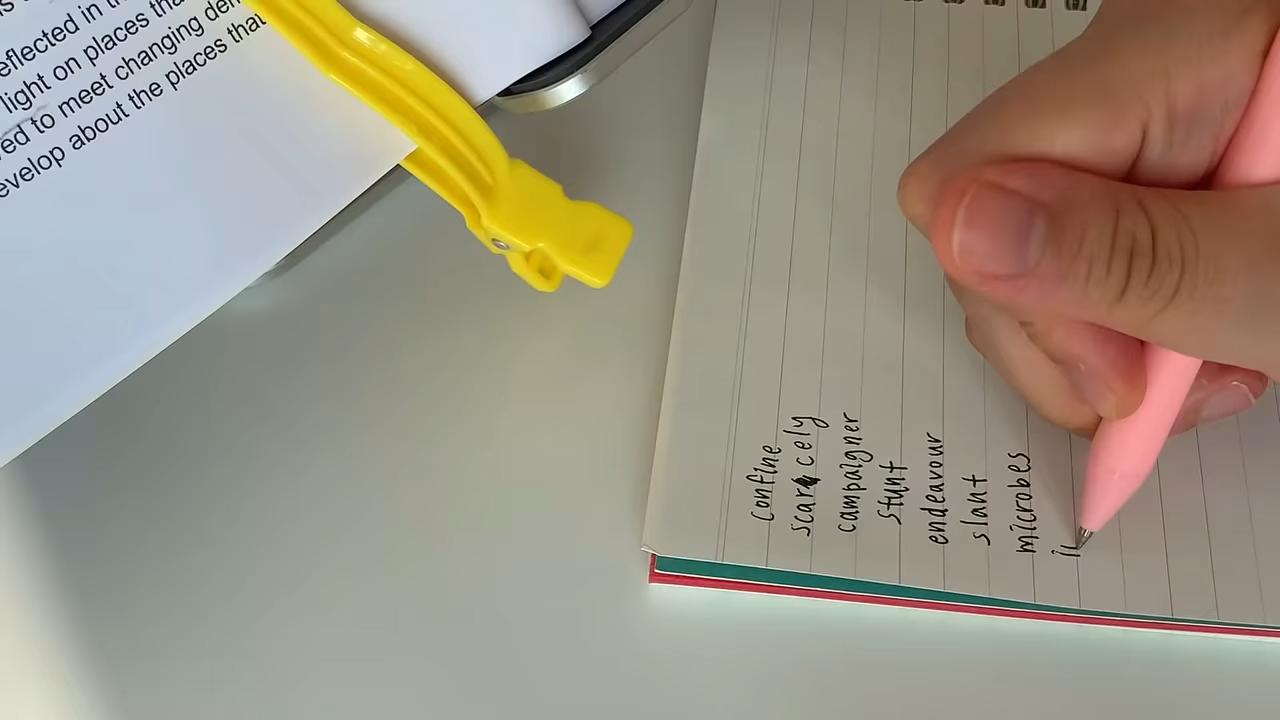 eflected in
light on places tha
ed to meet changing de
evelop about the places that
confine
scarcely
campaigner
stunt
endeavour
slant
microbes